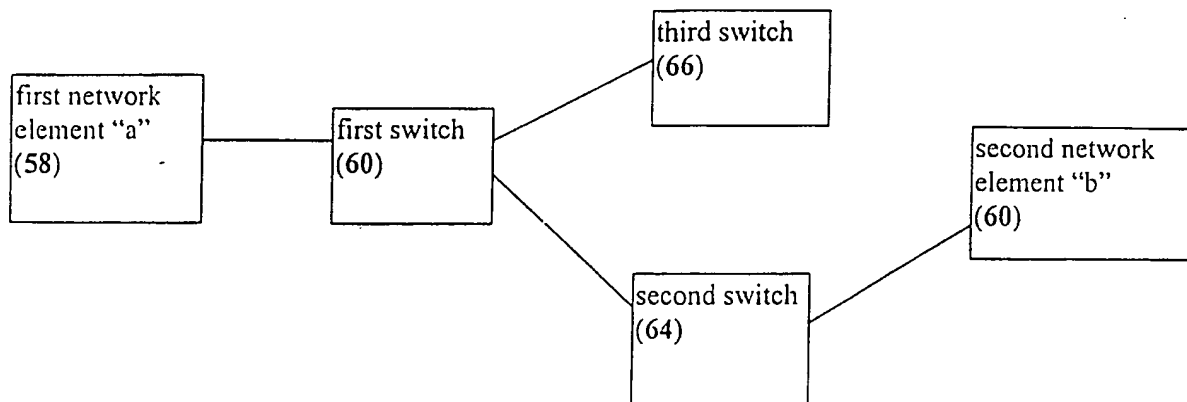 first network
element “a”
(58)
first switch
(60)
third switch
(66)
second switch
(64)
second network
element “b”
(60)